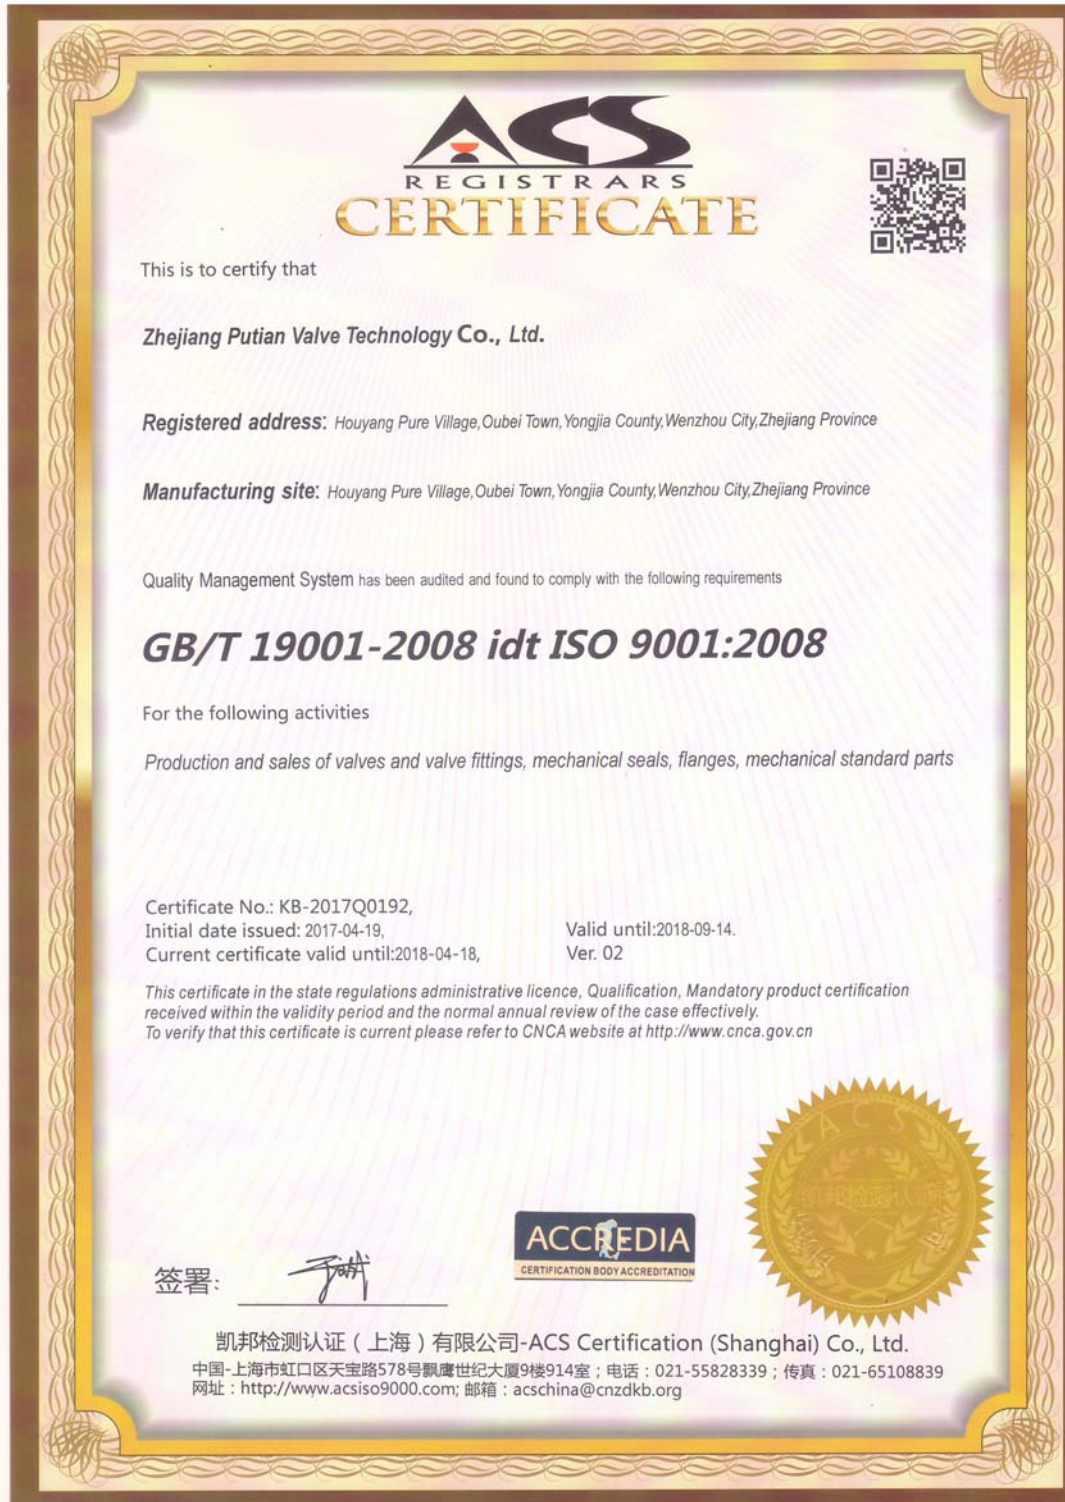 ACS
REGISTRARS
CERTIFICATE
This is to certify that
Zhejiang Putian Valve Technology Co., Ltd.
Registered address: Houyang Pure Village,Oubei Town,Yongjia County,Wenzhou City,Zhejiang Province
Manufacturing site: Houyang Pure Village,Oubei Town,Yongjia County,Wenzhou City,Zhejiang Province
Quality Management System has been audited and found to comply with the following requirements
GB/T 19001-2008 idt ISO 9001:2008
For the following activities
Production and sales of valves and valve fittings, mechanical seals, flanges, mechanical standard parts
Certificate No.: KB-2017Q0192,
Initial date issued: 2017-04-19, Valid until:2018-09-14.
Current certificate valid until:2018-04-18, Ver. 02
This certificate in the state regulations administrative licence, Qualification, Mandatory product certification
received within the validity period and the normal annual review of the case effectively.
To verify that this certificate is current please refer to CNCA website at http://www.cnca.gov.cn
ACS
凯邦检测认证
ACCREDIA
CERTIFICATION BODY ACCREDITATION
签署:
凯邦检测认证（上海）有限公司-ACS Certification (Shanghai) Co., Ltd.
中国-上海市虹口区天宝路578号飘鹰世纪大厦9楼914室；电话：021-55828339；传真：021-65108839
网址：http://www.acsiso9000.com; 邮箱：acschina@cnzdkb.org